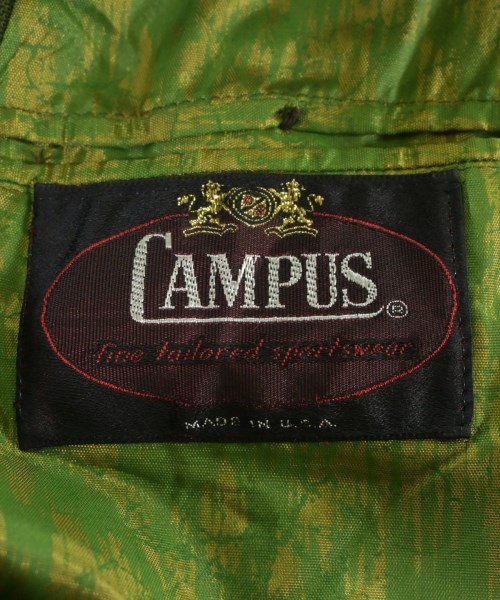 CAMPUS®
fine tailored sportswear
MADE IN U.S.A.